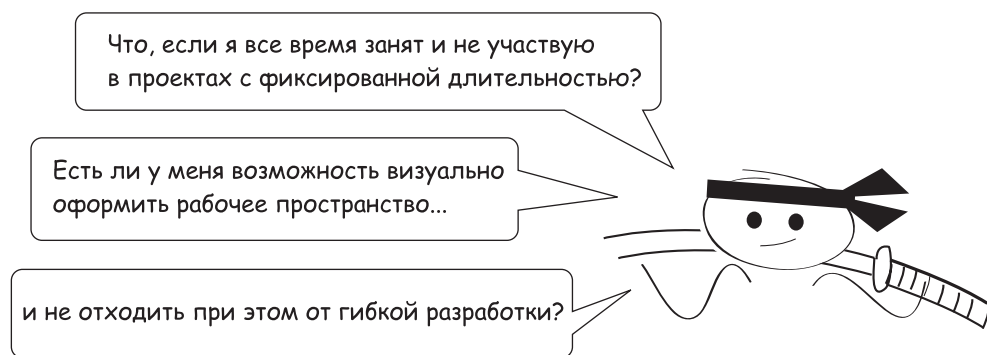 Что, если я все время занят и не участвую
в проектах с фиксированной длительностью?
Есть ли у меня возможность визуально
оформить рабочее пространство...
и не отходить при этом от гибкой разработки?